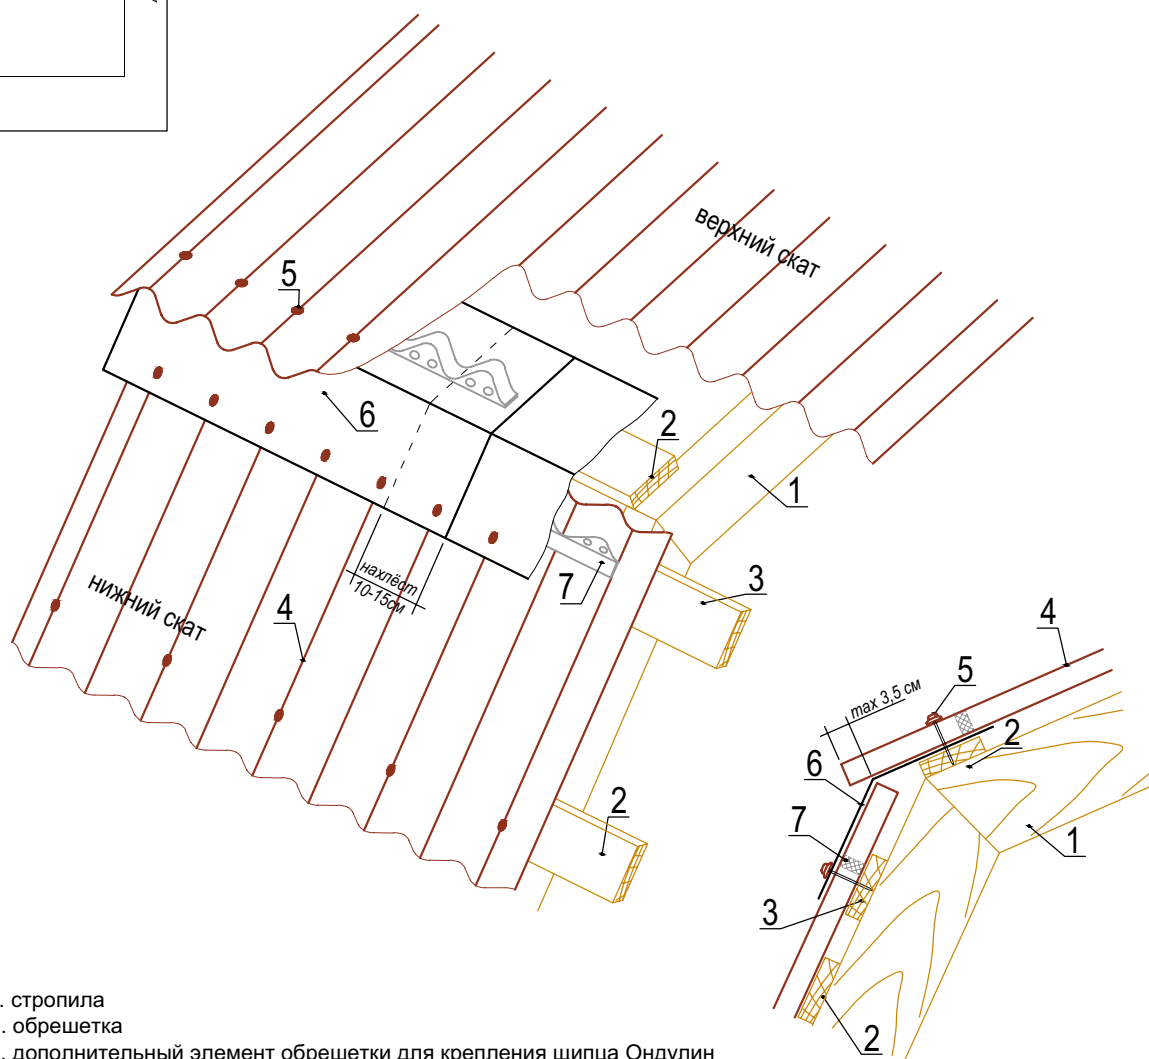 верхний скат
5
6
2
1
нахлёст
10-15см
7
3
нижний скат
4
2
4
5
max 3,5 см
2
6
7
1
3
2
. стропила
. обрешетка
. дополнительный элемент обрешетки для крепления щипца Ондулин